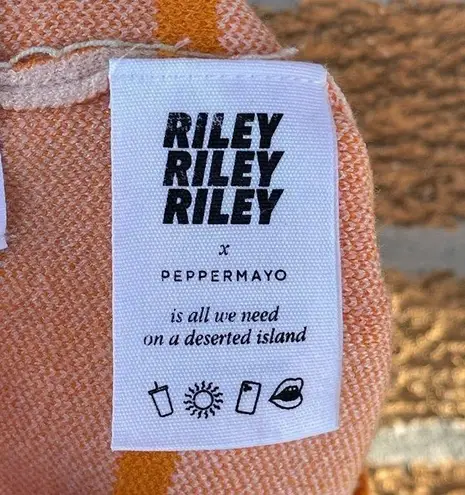 RILEY
RILEY
RILEY
x
PEPPERMAYO
is all we need
on a deserted island